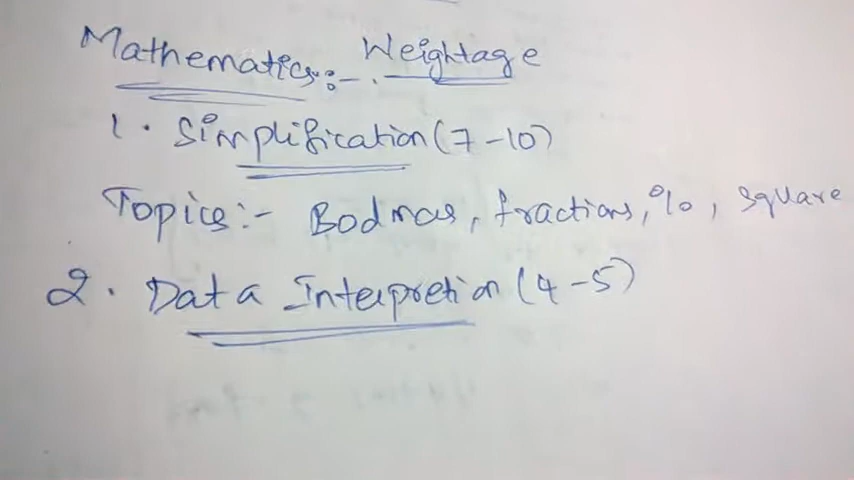 Mathematics:- Weightage
1. Simplification (7-10)
Topics:- Bodmas, fractions, %, square
2. Data Interpretion (4-5)